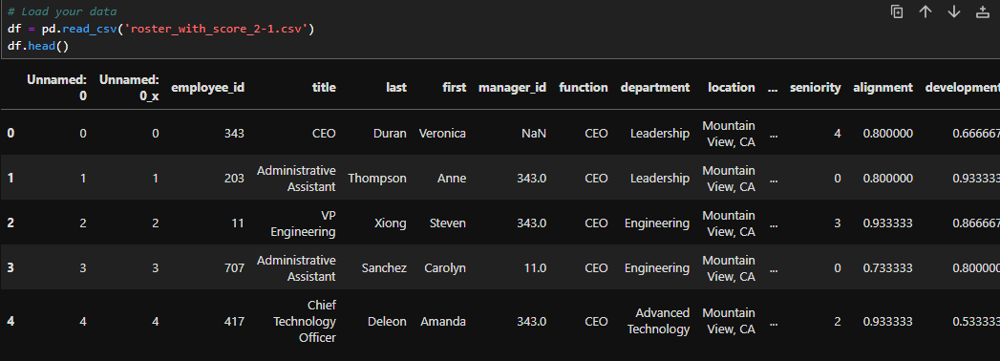 # Load your data
df = pd.read_csv('roster_with_score_2-1.csv')
df.head()
Unnamed: 0 Unnamed: 0_x employee_id title last first manager_id function department location ... seniority alignment development
0 0 0 343 CEO Duran Veronica NaN CEO Leadership Mountain View, CA ... 4 0.800000 0.666667
1 1 1 203 Administrative Assistant Thompson Anne 343.0 CEO Leadership Mountain View, CA ... 0 0.800000 0.933333
2 2 2 11 VP Engineering Xiong Steven 343.0 CEO Engineering Mountain View, CA ... 3 0.933333 0.866667
3 3 3 707 Administrative Assistant Sanchez Carolyn 11.0 CEO Engineering Mountain View, CA ... 0 0.733333 0.800000
4 4 4 417 Chief Technology Officer Deleon Amanda 343.0 CEO Advanced Technology Mountain View, CA ... 2 0.933333 0.533333